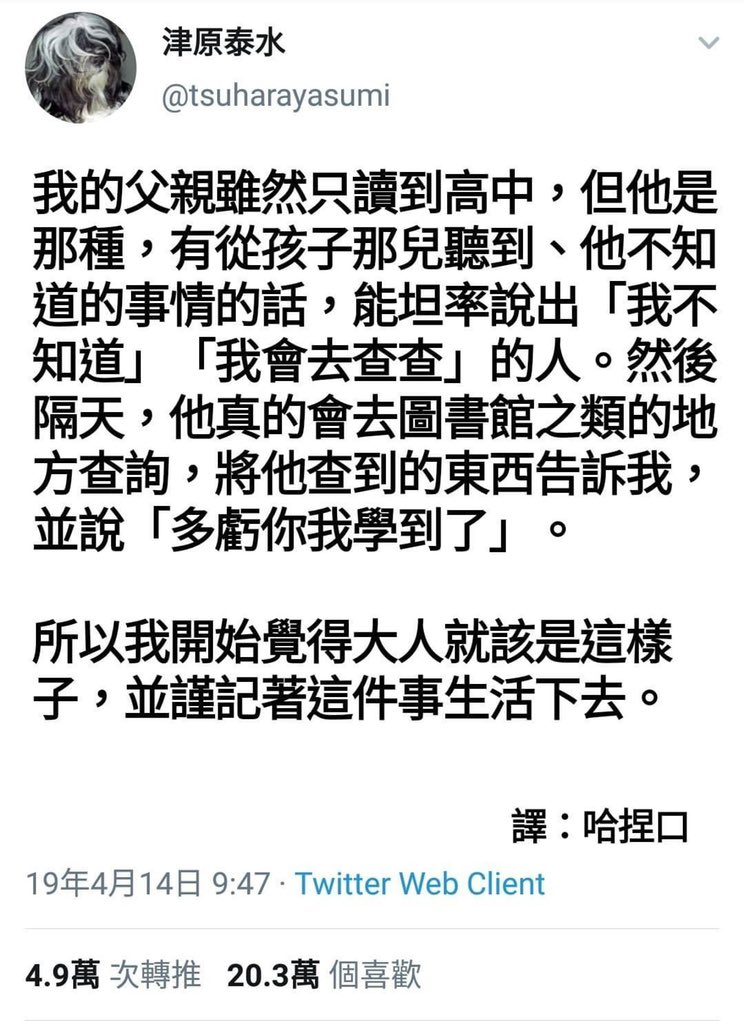 津原泰水
@tsuharayasumi
我的父親雖然只讀到高中，但他是
那種，有從孩子那兒聽到、他不知
道的事情的話，能坦率說出「我不
知道」「我會去查查」的人。然後
隔天，他真的會去圖書館之類的地
方查詢，將他查到的東西告訴我，
並說「多虧你我學到了」。
所以我開始覺得大人就該是這樣
子，並謹記著這件事生活下去。
譯：哈捏口
19年4月14日 9:47 · Twitter Web Client
4.9萬 次轉推 20.3萬 個喜歡